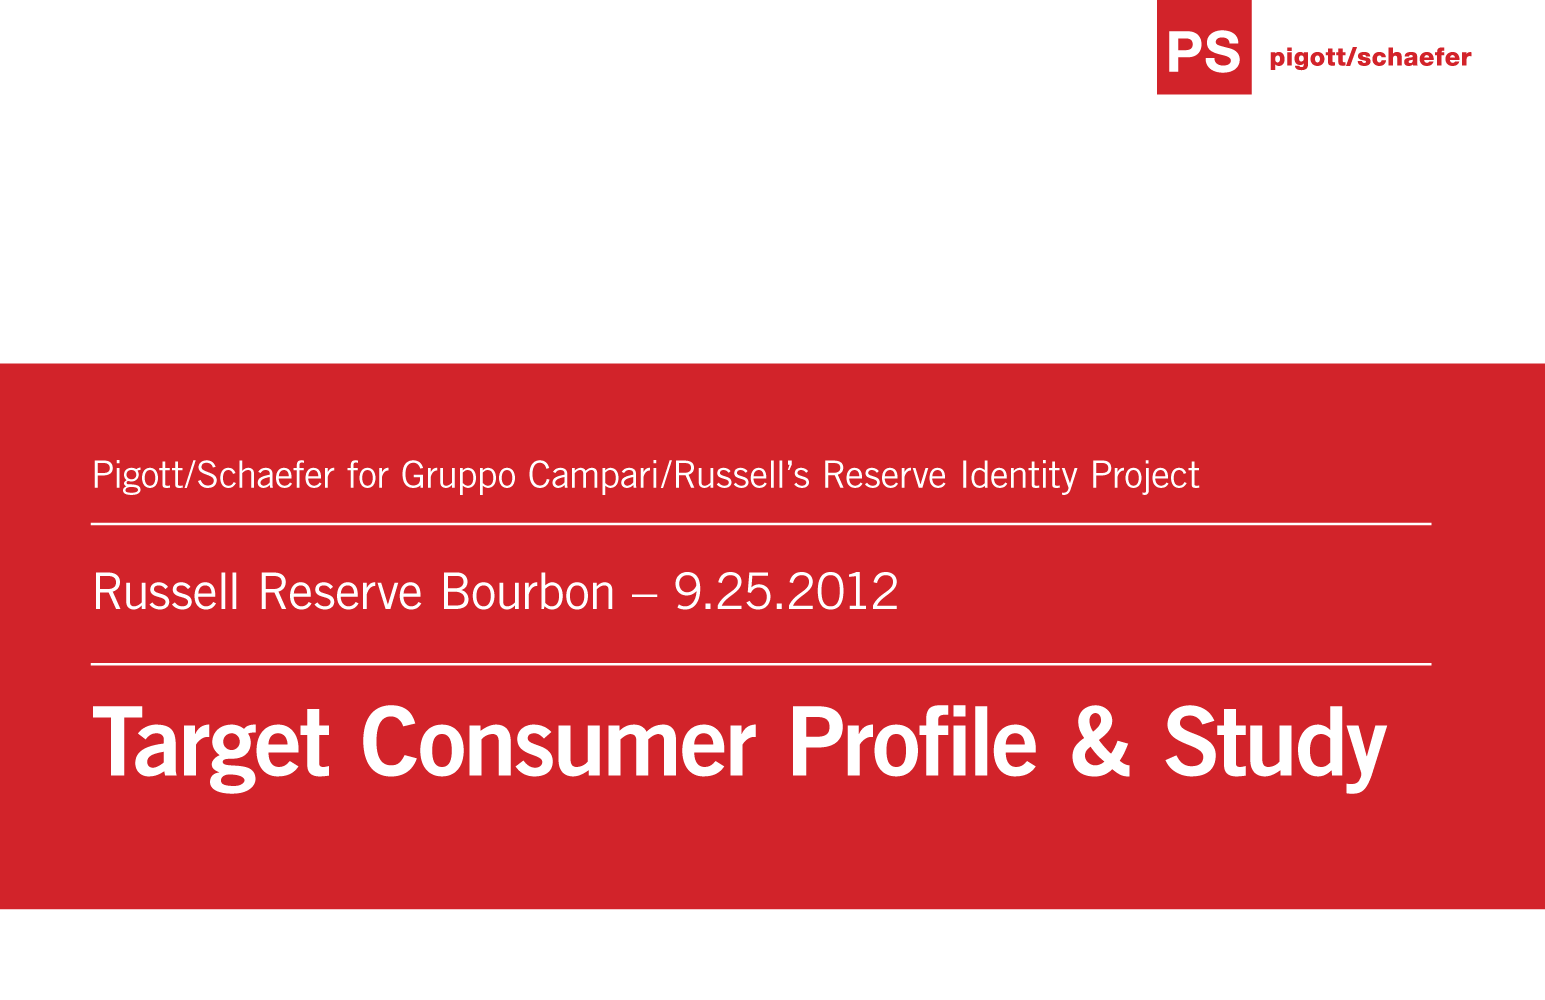 PS
pigott/schaefer
Pigott/Schaefer for Gruppo Campari/Russell’s Reserve Identity Project
Russell Reserve Bourbon – 9.25.2012
Target Consumer Profile & Study